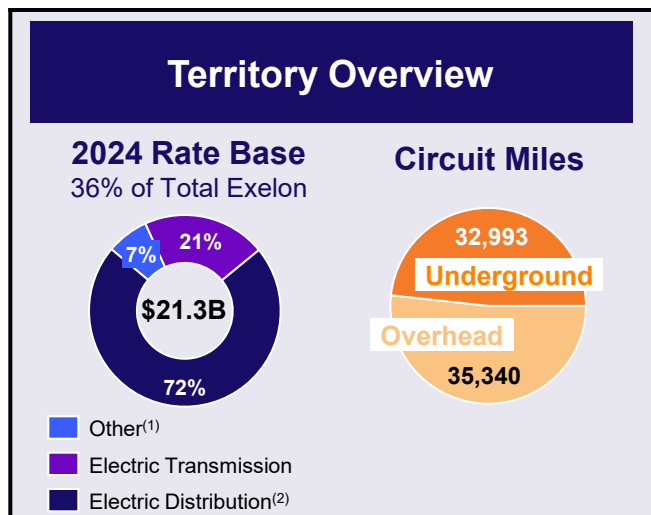 Territory Overview
2024 Rate Base
36% of Total Exelon
7%
21%
$21.3B
72%
Other(1)
Electric Transmission
Electric Distribution(2)
Circuit Miles
32,993
Underground
Overhead
35,340